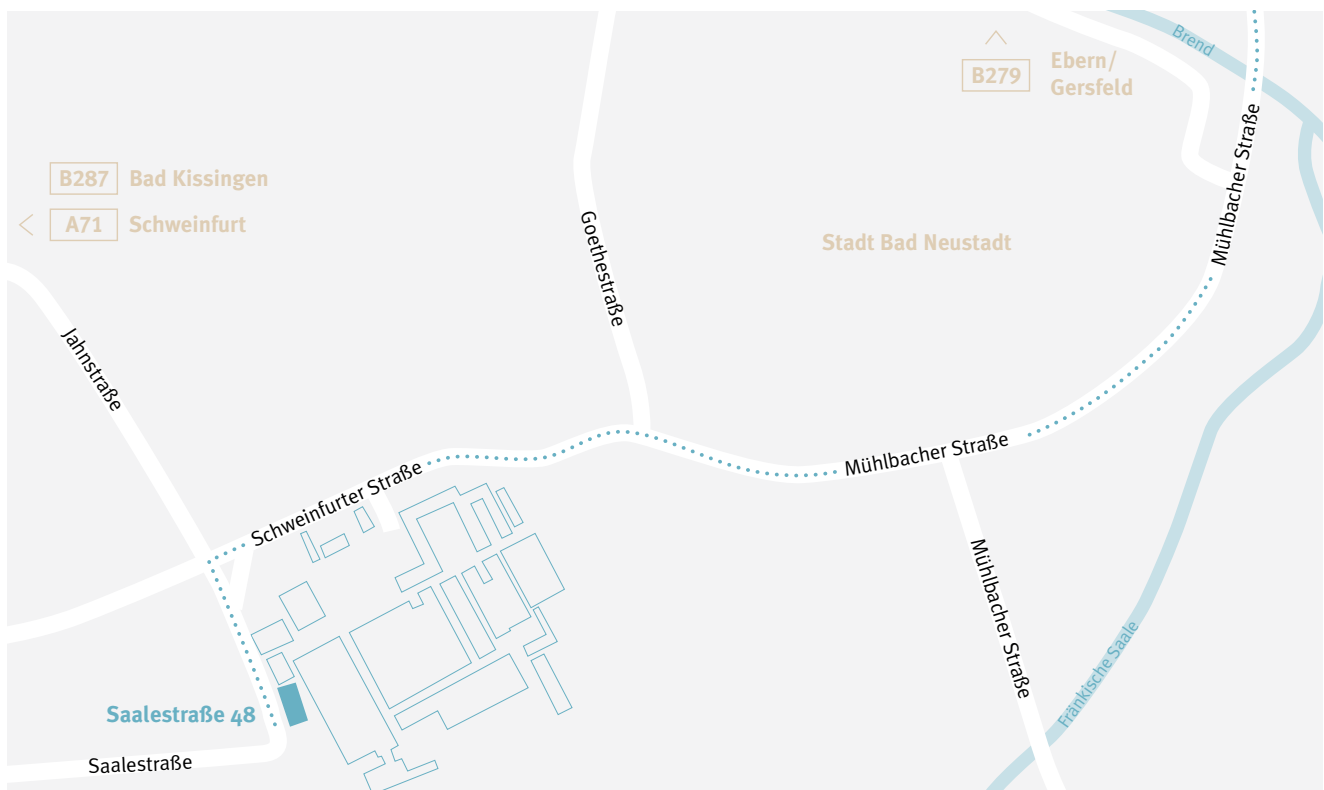 Brend
B279
Ebern/
Gersfeld
Mühlbacher Straße
B287 Bad Kissingen
A71 Schweinfurt
Goethestraße
Stadt Bad Neustadt
Jahnstraße
Schweinfurter Straße
Mühlbacher Straße
Mühlbacher Straße
Fränkische Saale
Saalestraße 48
Saalestraße